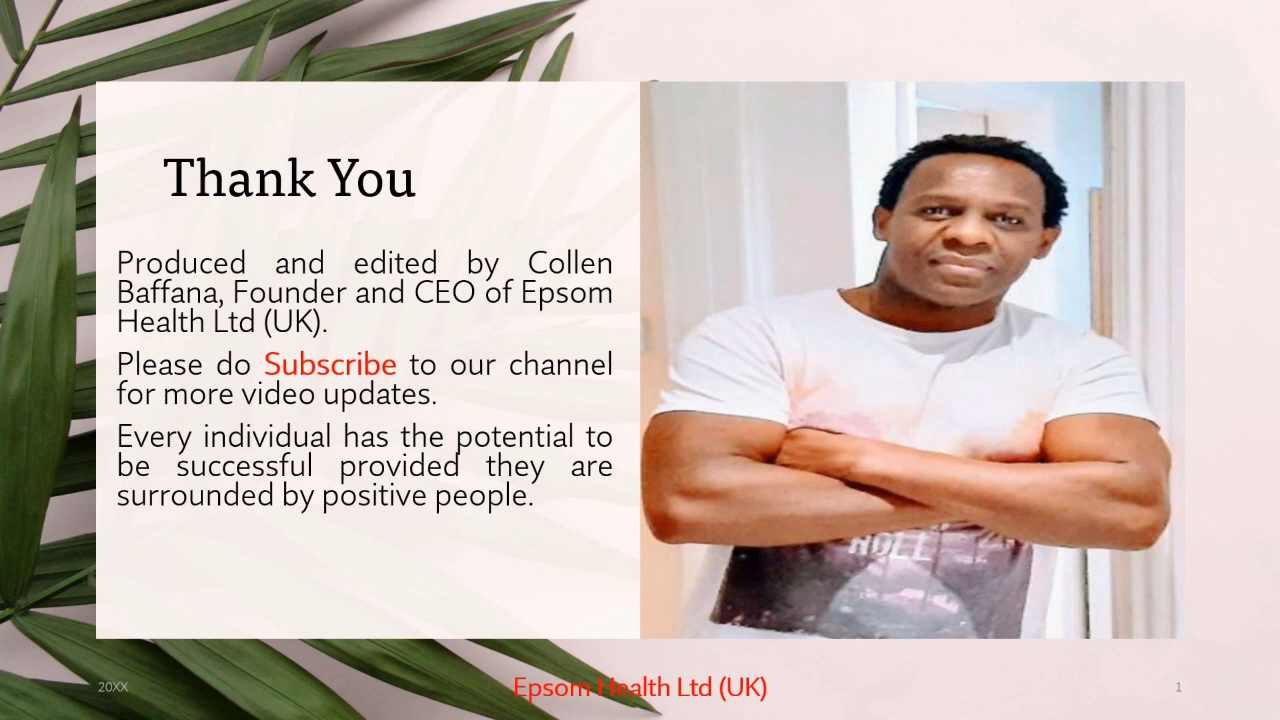 Thank You
Produced and edited by Collen
Baffana, Founder and CEO of Epsom
Health Ltd (UK).
Please do Subscribe to our channel
for more video updates.
Every individual has the potential to
be successful provided they are
surrounded by positive people.
20XX
Epsom Health Ltd (UK)
1